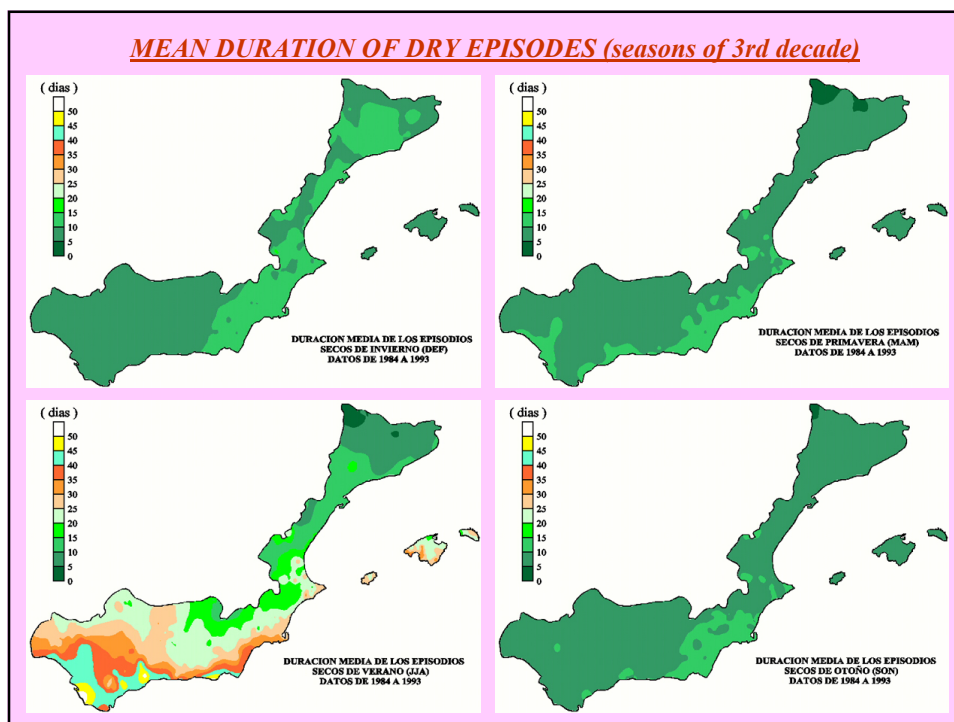 MEAN DURATION OF DRY EPISODES (seasons of 3rd decade)
( dias )
50
45
40
35
30
25
20
15
10
5
0
DURACION MEDIA DE LOS EPISODIOS
SECOS DE INVIERNO (DEF)
DATOS DE 1984 A 1993
( dias )
50
45
40
35
30
25
20
15
10
5
0
DURACION MEDIA DE LOS EPISODIOS
SECOS DE PRIMAVERA (MAM)
DATOS DE 1984 A 1993
( dias )
50
45
40
35
30
25
20
15
10
5
0
DURACION MEDIA DE LOS EPISODIOS
SECOS DE VERANO (JJA)
DATOS DE 1984 A 1993
( dias )
50
45
40
35
30
25
20
15
10
5
0
DURACION MEDIA DE LOS EPISODIOS
SECOS DE OTOÑO (SON)
DATOS DE 1984 A 1993